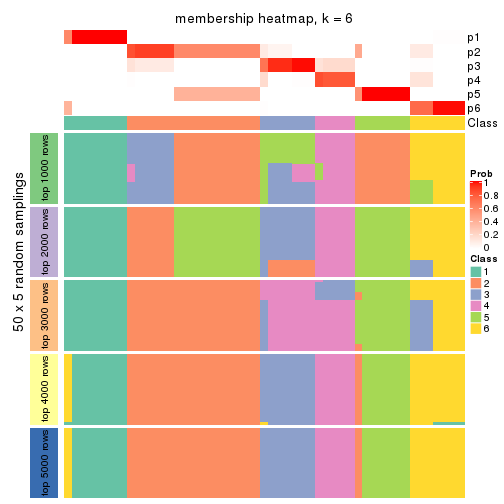 membership heatmap, k = 6
p1
p2
p3
p4
p5
p6
Class
50 x 5 random samplings
top 1000 rows
top 2000 rows
top 3000 rows
top 4000 rows
top 5000 rows
Prob
1
0.8
0.6
0.4
0.2
0
Class
1
2
3
4
5
6